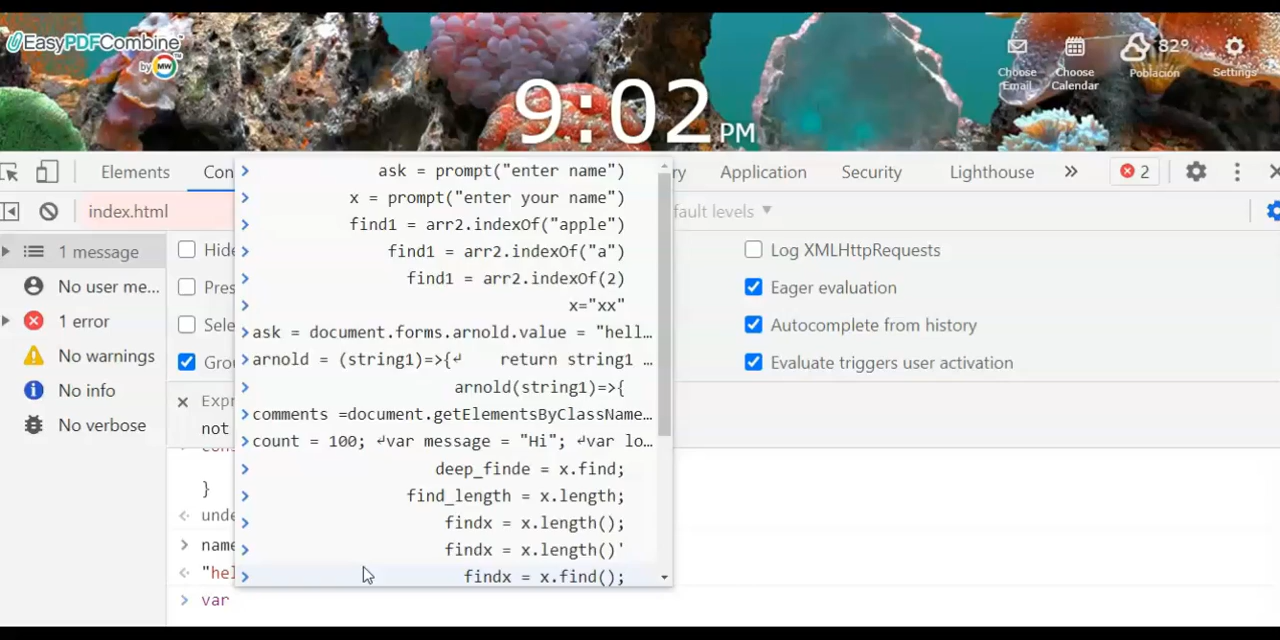 EasyPDFCombine™
by MW
9:02 PM
Choose Email
Choose Calendar
82°
Población
Settings
Elements
Con
ry
Application
Security
Lighthouse
2
index.html
fault levels
1 message
No user me...
1 error
No warnings
No info
No verbose
Hide
Pres
Sele
Grou
Log XMLHttpRequests
Eager evaluation
Autocomplete from history
Evaluate triggers user activation
ask = prompt("enter name")
x = prompt("enter your name")
find1 = arr2.indexOf("apple")
find1 = arr2.indexOf("a")
find1 = arr2.indexOf(2)
x="xx"
ask = document.forms.arnold.value = "hell…
arnold = (string1)=>{↲ return string1 …
arnold(string1)=>{
comments =document.getElementsByClassName…
count = 100; ↲var message = "Hi"; ↲var lo…
deep_finde = x.find;
find_length = x.length;
findx = x.length();
findx = x.length()'
findx = x.find();
Expr
not
}
unde
name
"hel
var